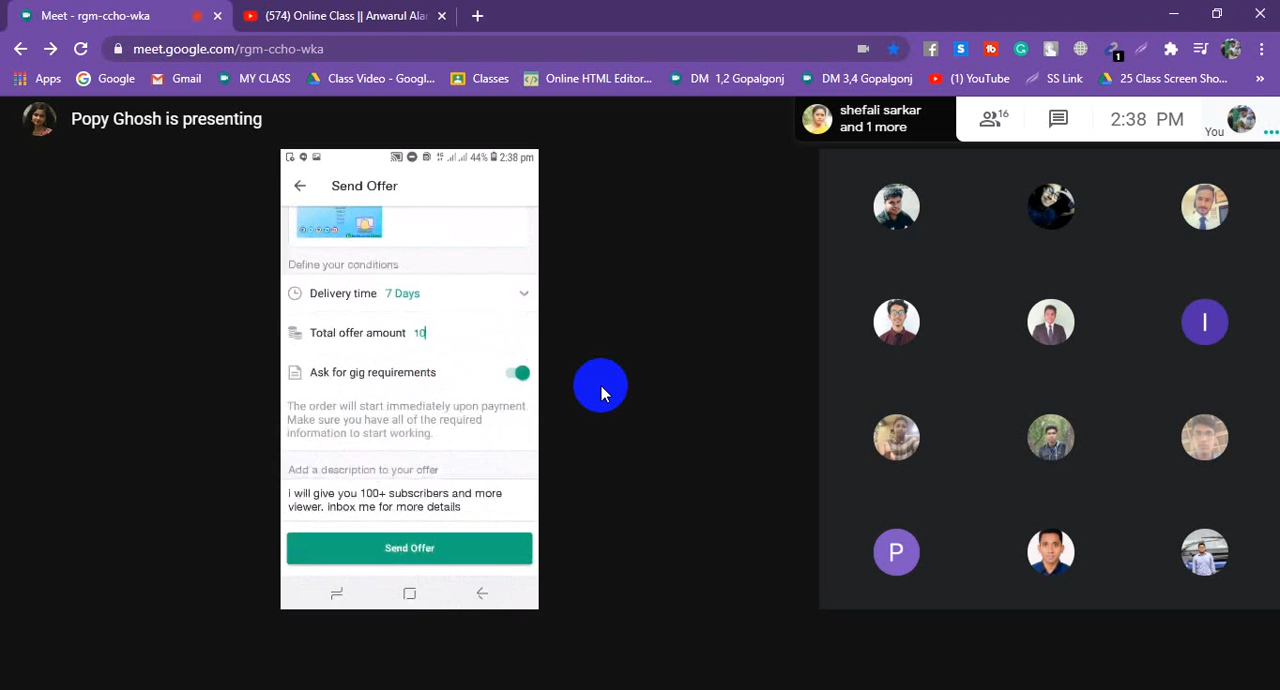 Meet - rgm-ccho-wka
(574) Online Class || Anwarul Ala
meet.google.com/rgm-ccho-wka
1
Apps
Google
Gmail
MY CLASS
Class Video - Googl...
Classes
Online HTML Editor...
DM 1,2 Gopalgonj
DM 3,4 Gopalgonj
(1) YouTube
SS Link
25 Class Screen Sho...
»
Popy Ghosh is presenting
shefali sarkar
and 1 more
16
2:38 PM
You
44% 2:38 pm
Send Offer
Define your conditions
Delivery time 7 Days
Total offer amount 10
Ask for gig requirements
The order will start immediately upon payment.
Make sure you have all of the required
information to start working.
Add a description to your offer
i will give you 100+ subscribers and more
viewer. inbox me for more details
Send Offer
I
P